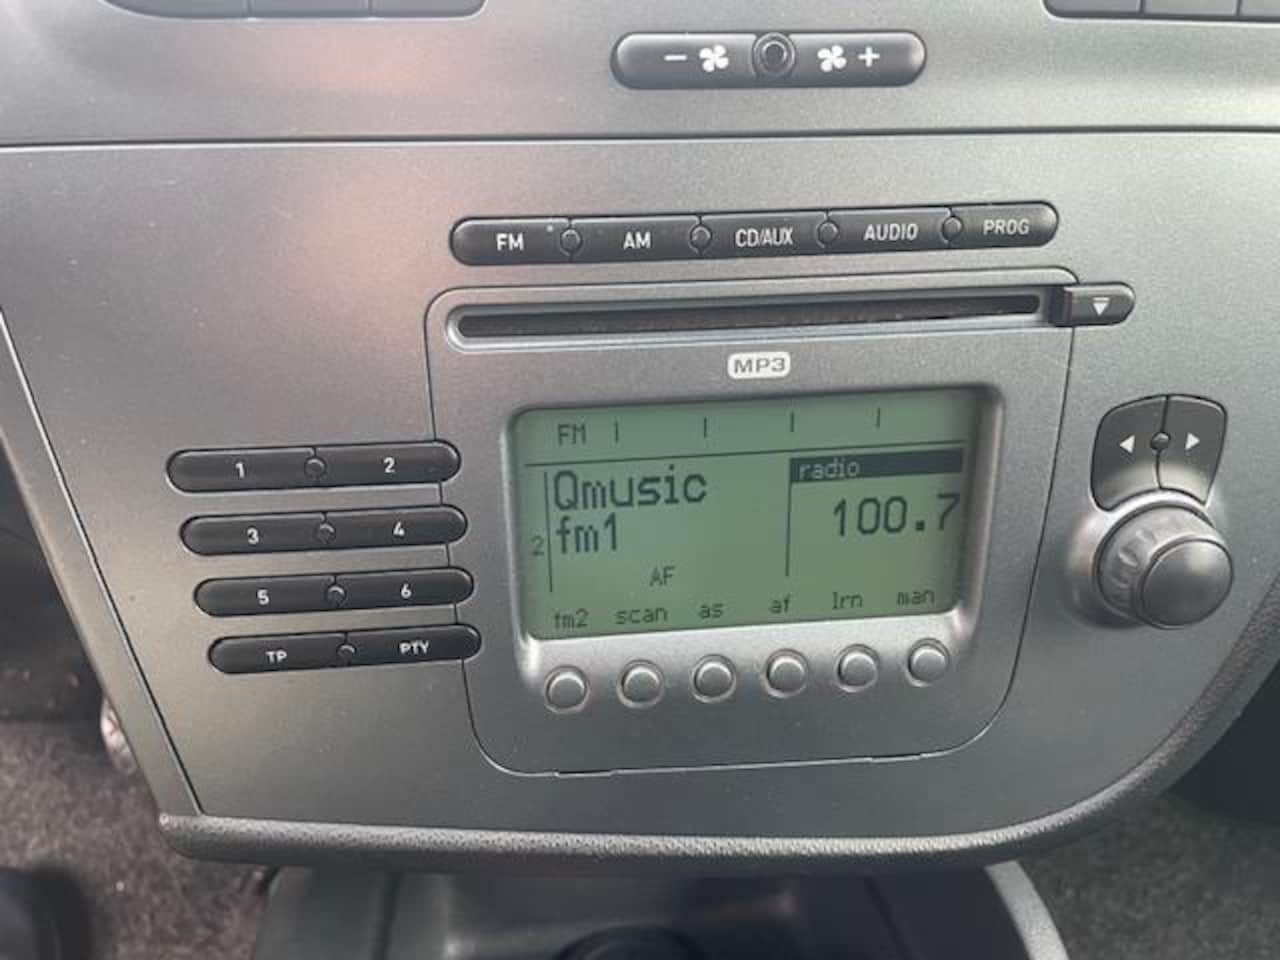 − +
FM AM CD/AUX AUDIO PROG
MP3
FM
radio
Qmusic
100.7
2 fm1
AF
fm2 scan as af lrn man
1 2
3 4
5 6
TP PTY